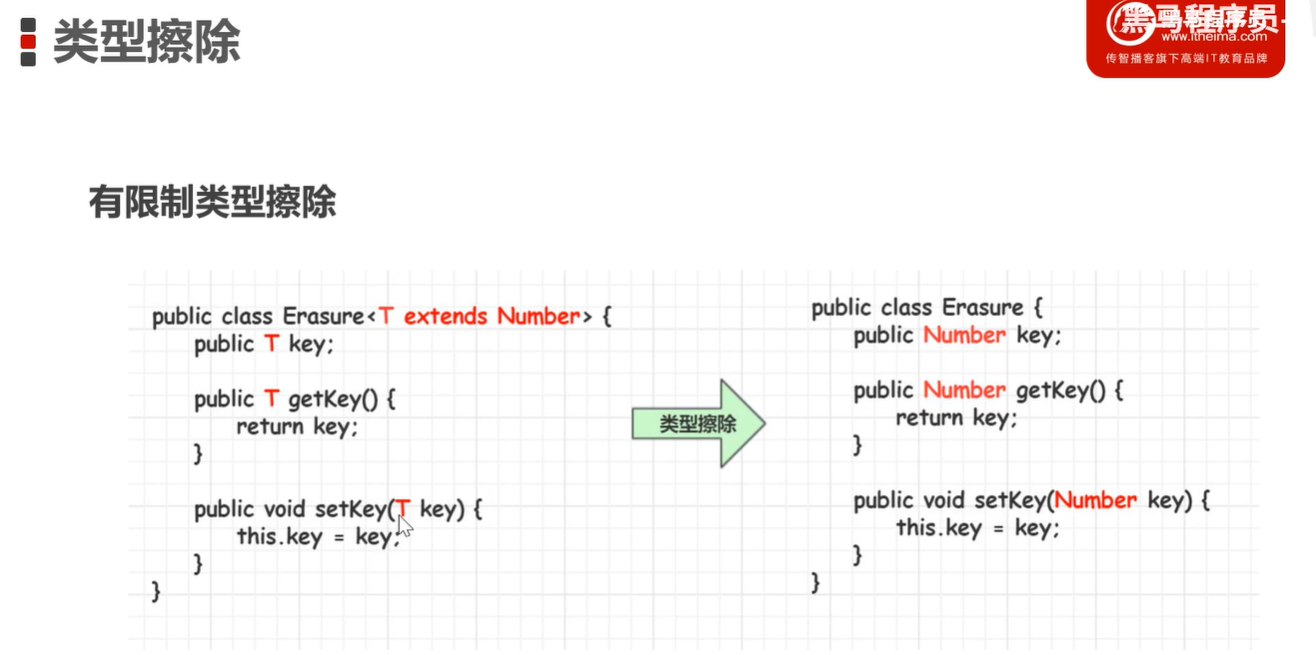 类型擦除
黑马程序员
www.itheima.com
传智播客旗下高端IT教育品牌
有限制类型擦除
public class Erasure<T extends Number> {
public T key;
public T getKey() {
return key;
}
public void setKey(T key) {
this.key = key;
}
}
类型擦除
public class Erasure {
public Number key;
public Number getKey() {
return key;
}
public void setKey(Number key) {
this.key = key;
}
}